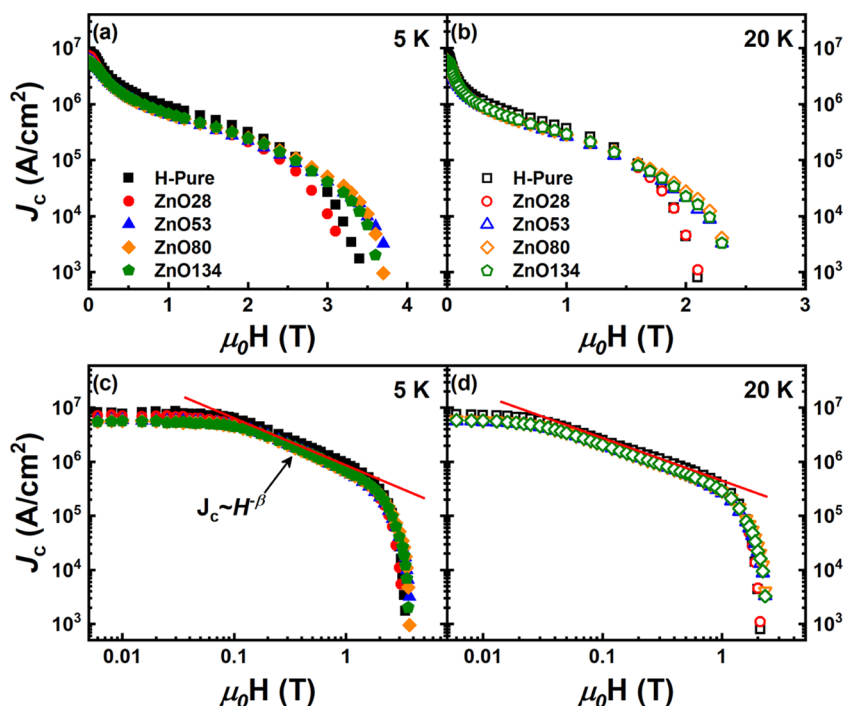 (a) 5 K
(b) 20 K
10⁷
10⁶
10⁵
10⁴
10³
J_c (A/cm²)
H-Pure
ZnO28
ZnO53
ZnO80
ZnO134
H-Pure
ZnO28
ZnO53
ZnO80
ZnO134
10⁷
10⁶
10⁵
10⁴
10³
0 1 2 3 4
0 1 2 3
μ₀H (T)
μ₀H (T)
(c) 5 K
(d) 20 K
10⁷
10⁶
10⁵
10⁴
10³
J_c (A/cm²)
J_c~H^-β
10⁷
10⁶
10⁵
10⁴
10³
0.01 0.1 1
0.01 0.1 1
μ₀H (T)
μ₀H (T)